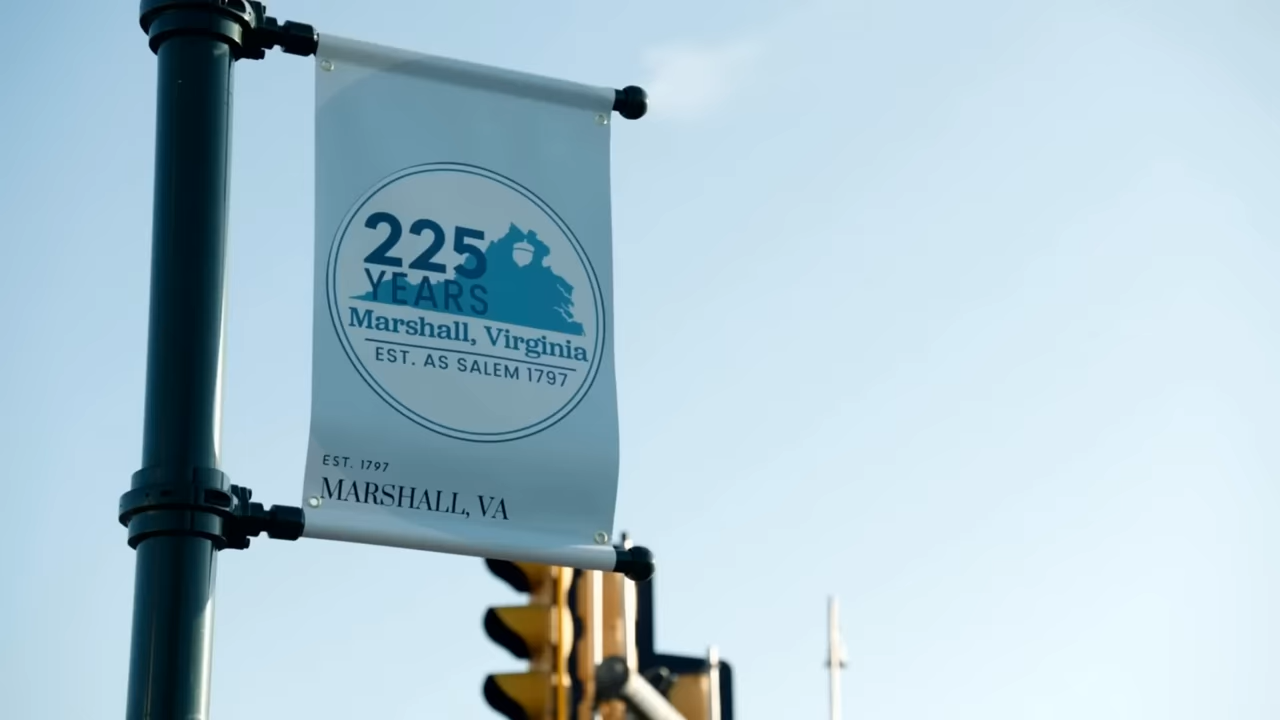 225
YEARS
Marshall, Virginia
EST. AS SALEM 1797
EST. 1797
MARSHALL, VA